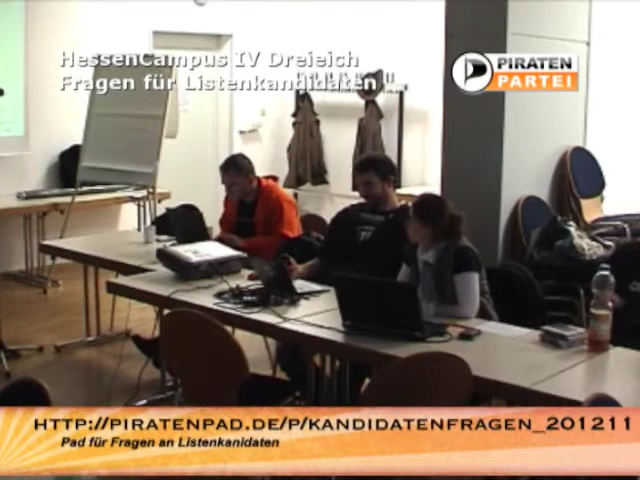 HessenCampus IV Dreieich
Fragen für Listenkandidaten
PIRATEN
PARTEI
HTTP://PIRATENPAD.DE/P/KANDIDATENFRAGEN_201211
Pad für Fragen an Listenkanidaten